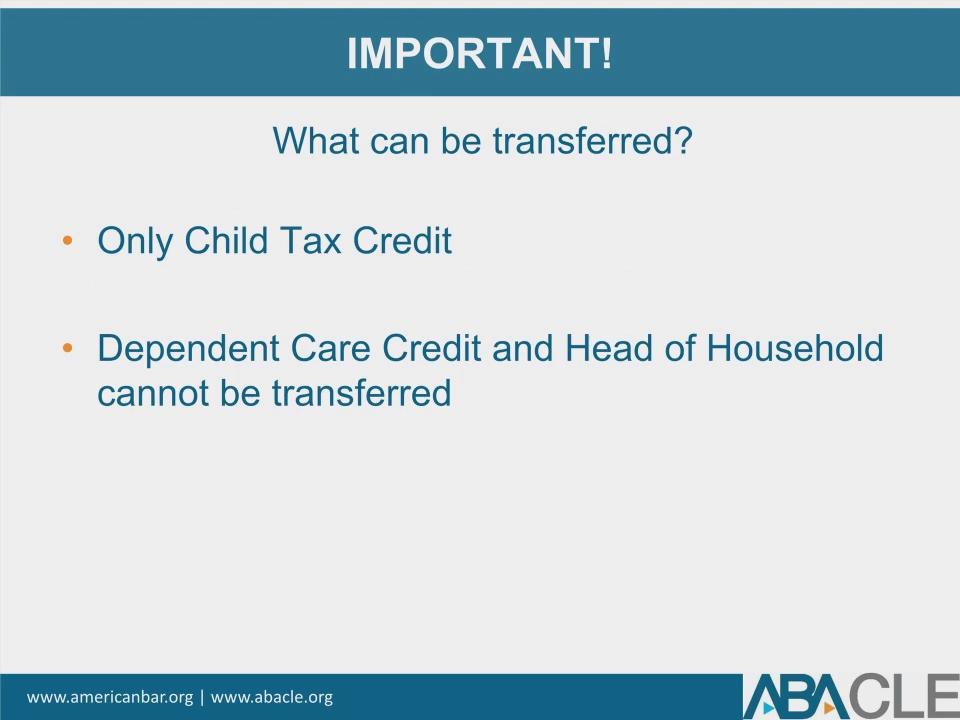 IMPORTANT!
What can be transferred?
• Only Child Tax Credit
• Dependent Care Credit and Head of Household
cannot be transferred
www.americanbar.org | www.abacle.org
ABACLE